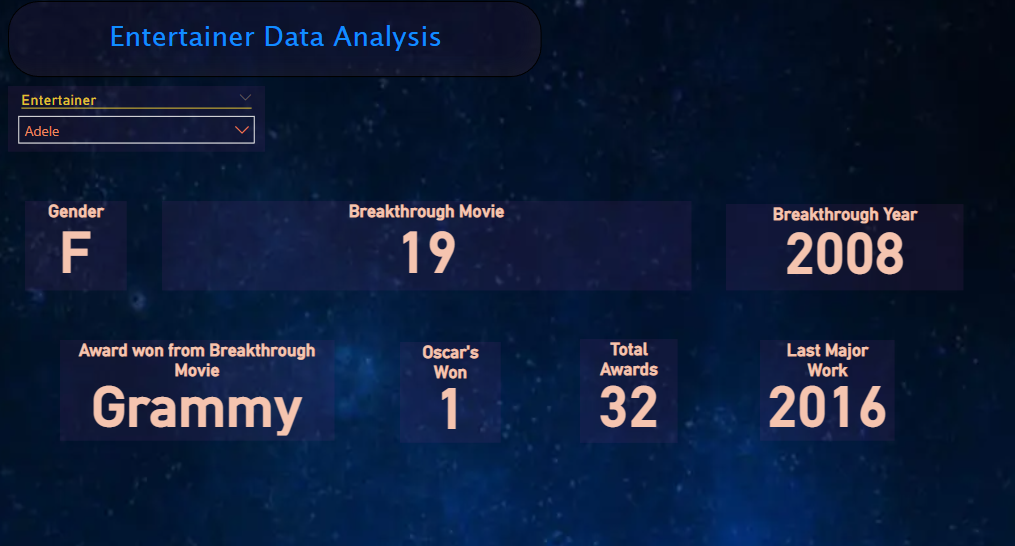 Entertainer Data Analysis
Entertainer
Adele
Gender
F
Breakthrough Movie
19
Breakthrough Year
2008
Award won from Breakthrough
Movie
Grammy
Oscar's
Won
1
Total
Awards
32
Last Major
Work
2016